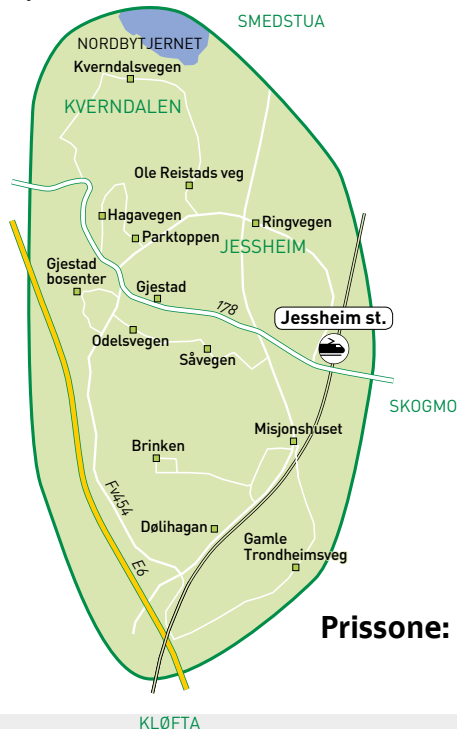 SMEDSTUA
NORDBYTJERNET
Kverndalsvegen
KVERNDALEN
Ole Reistads veg
Hagavegen
Ringvegen
Parktoppen
JESSHEIM
Gjestad
bosenter
Gjestad
178
Jessheim st.
Odelsvegen
Såvegen
SKOGMO
Misjonshuset
Brinken
Fv454
Dølihagan
Gamle
Trondheimsveg
E6
Prissone:
KLØFTA